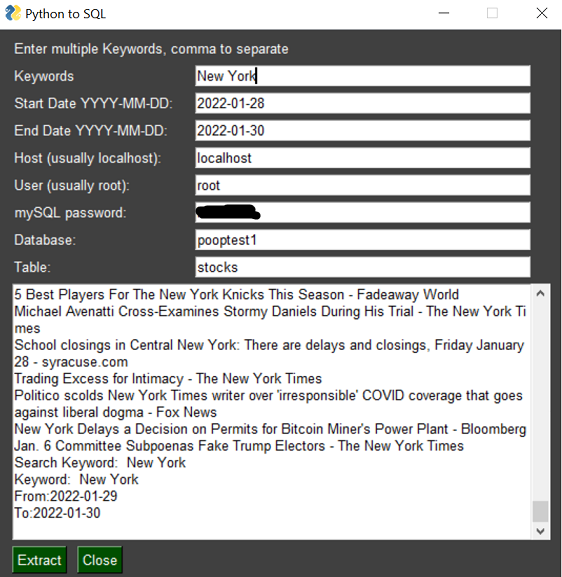 Python to SQL
Enter multiple Keywords, comma to separate
Keywords New York
Start Date YYYY-MM-DD: 2022-01-28
End Date YYYY-MM-DD: 2022-01-30
Host (usually localhost): localhost
User (usually root): root
mySQL password:
Database: pooptest1
Table: stocks
5 Best Players For The New York Knicks This Season - Fadeaway World
Michael Avenatti Cross-Examines Stormy Daniels During His Trial - The New York Ti
mes
School closings in Central New York: There are delays and closings, Friday January
28 - syracuse.com
Trading Excess for Intimacy - The New York Times
Politico scolds New York Times writer over 'irresponsible' COVID coverage that goes
against liberal dogma - Fox News
New York Delays a Decision on Permits for Bitcoin Miner's Power Plant - Bloomberg
Jan. 6 Committee Subpoenas Fake Trump Electors - The New York Times
Search Keyword:  New York
Keyword:  New York
From:2022-01-29
To:2022-01-30
Extract Close